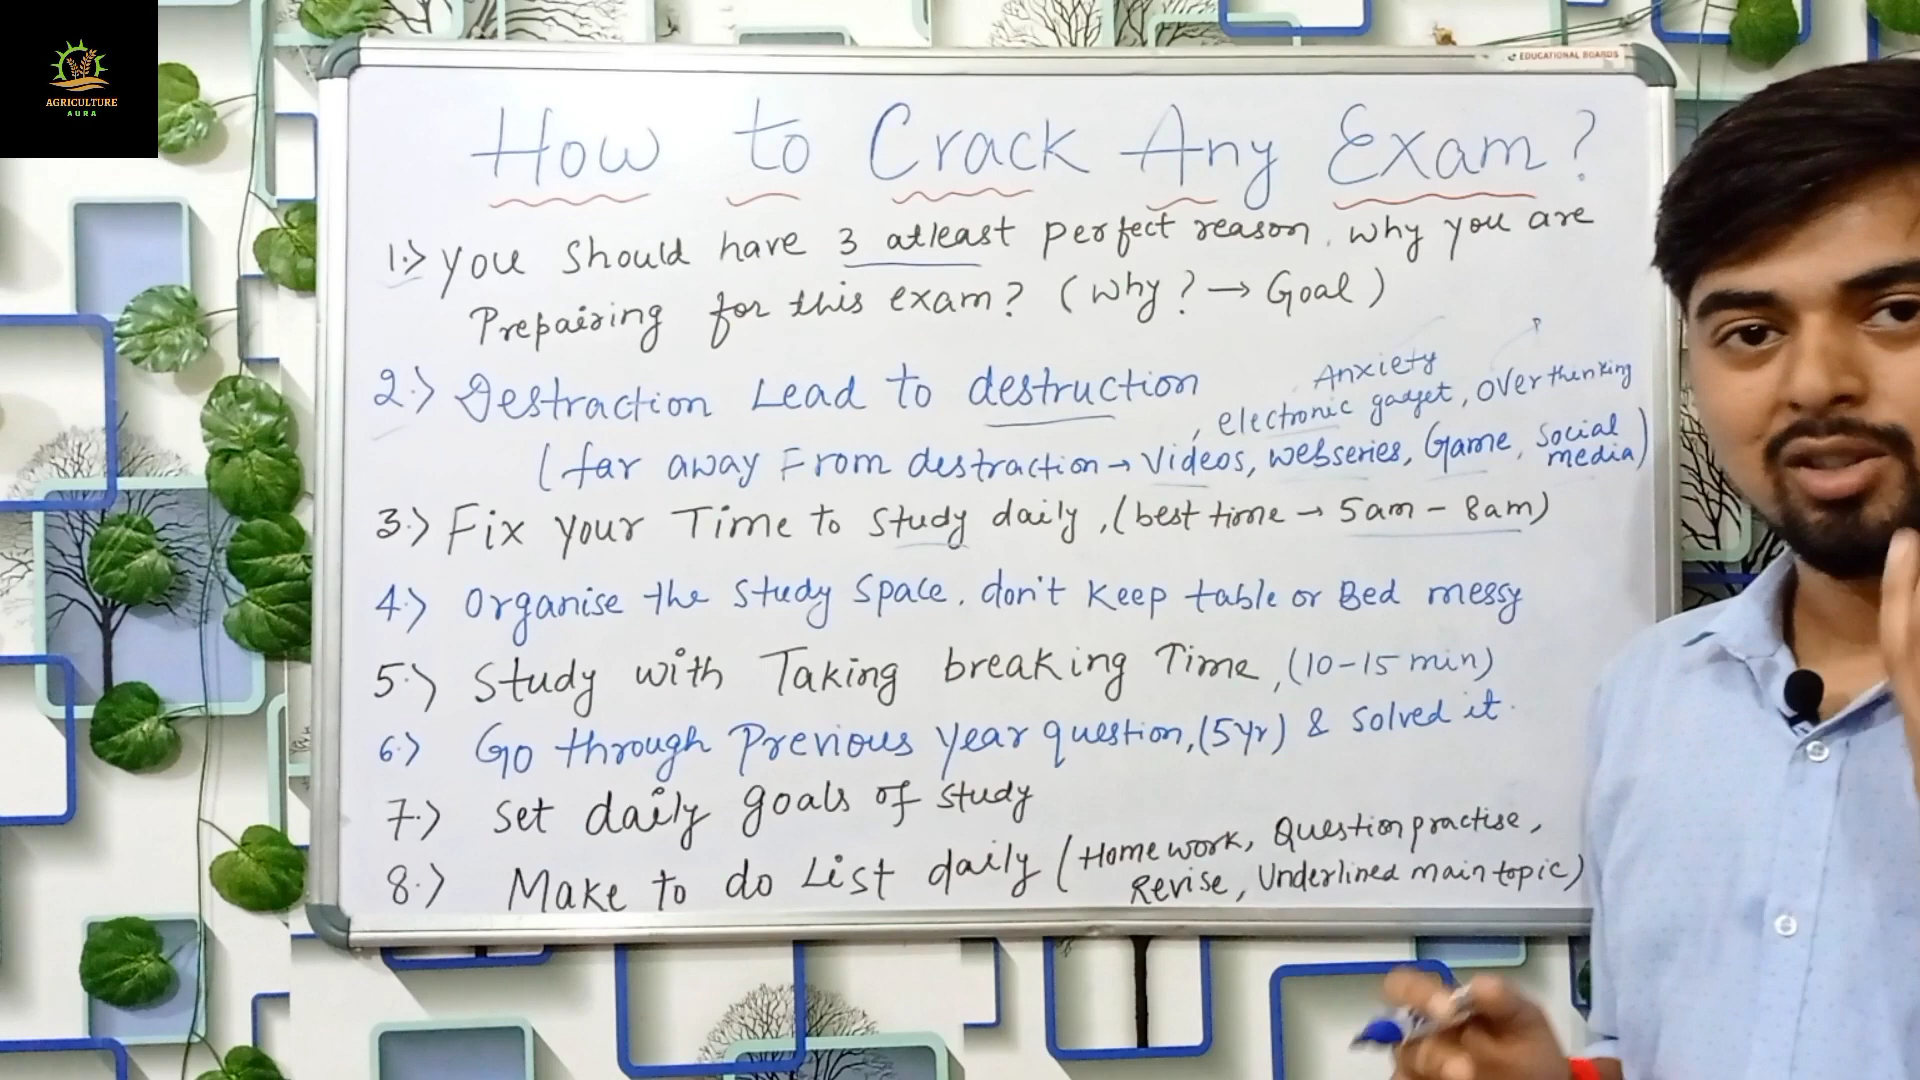 AGRICULTURE
AURA
EDUCATIONAL BOARDS
How to Crack Any Exam?
1.> you should have 3 atleast perfect reason, why you are
Prepairing for this exam? (Why? → Goal)
2.> Destraction Lead to destruction
Anxiety
, electronic gadget, overthinking
(far away From destraction → Videos, webseries, Game, social media)
3.> Fix your Time to study daily, (best time → 5am - 8am)
4.> Organise the study space, don't keep table or Bed messy
5.> Study with Taking breaking Time, (10-15 min)
6.> Go through Previous year question, (5yr) & solved it.
7.> set daily goals of study
8.> Make to do List daily (Homework, Question practise,
Revise, Underlined main topic)